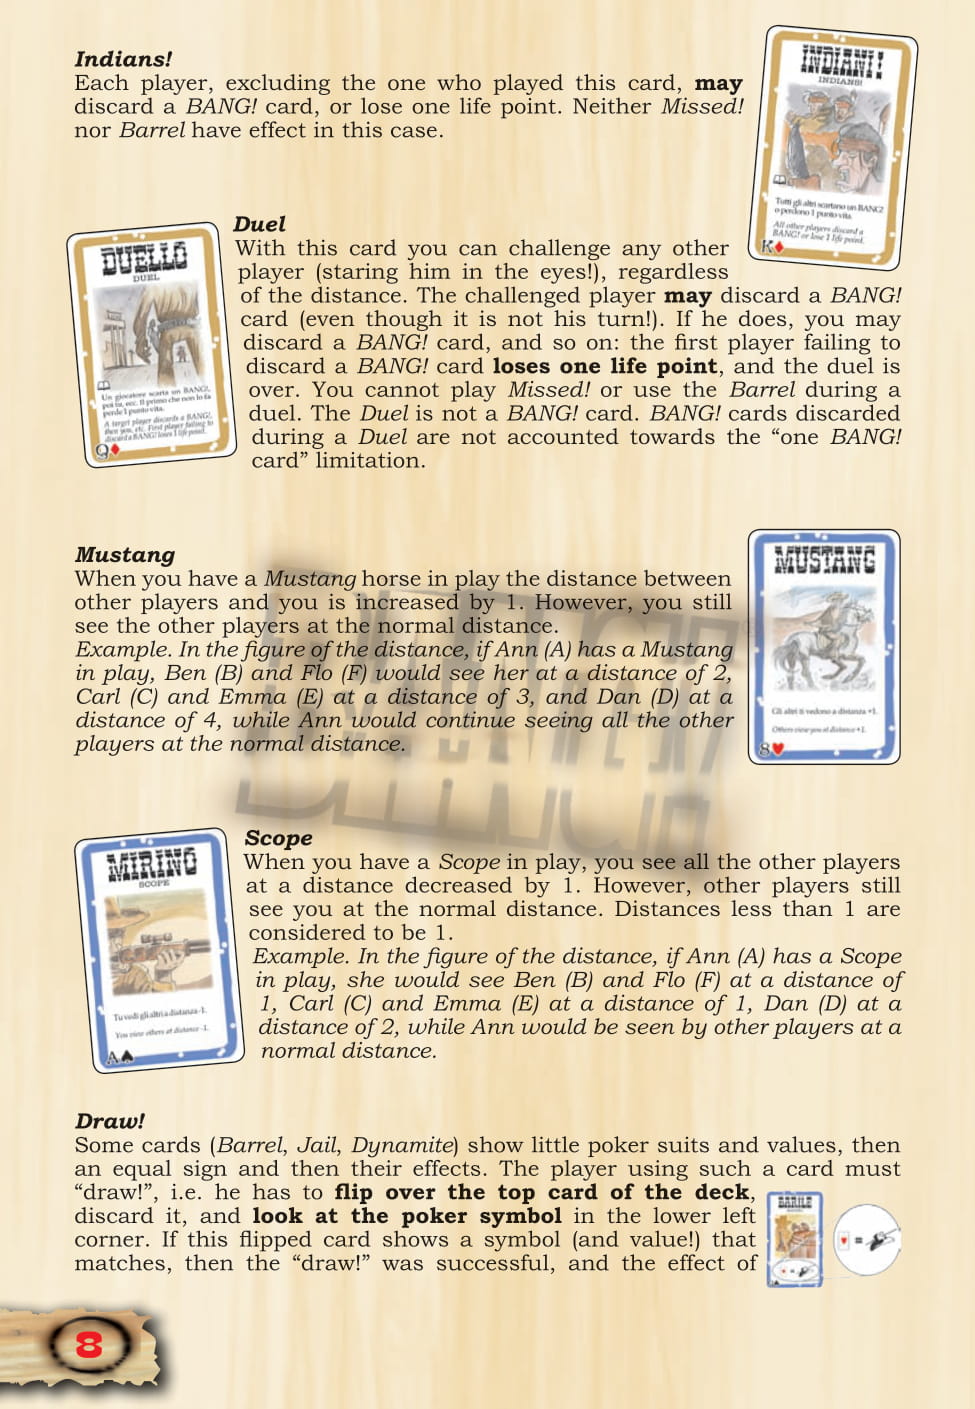 Indians!
Each player, excluding the one who played this card, may
discard a BANG! card, or lose one life point. Neither Missed!
nor Barrel have effect in this case.
INDIANI!
INDIANS!
Tutti gli altri scartano un BANG!
o perdono 1 punto vita.
All other players discard a
BANG! or lose 1 life point.
K♦
Duel
With this card you can challenge any other
player (staring him in the eyes!), regardless
of the distance. The challenged player may discard a BANG!
card (even though it is not his turn!). If he does, you may
discard a BANG! card, and so on: the first player failing to
discard a BANG! card loses one life point, and the duel is
over. You cannot play Missed! or use the Barrel during a
duel. The Duel is not a BANG! card. BANG! cards discarded
during a Duel are not accounted towards the “one BANG!
card” limitation.
DUELLO
DUEL
Un giocatore scarta un BANG!,
poi tu, ecc. Il primo che non lo fa
perde 1 punto vita.
A target player discards a BANG!,
then you, etc. First player failing to
discard a BANG! loses 1 life point.
Q♦
Mustang
When you have a Mustang horse in play the distance between
other players and you is increased by 1. However, you still
see the other players at the normal distance.
Example. In the figure of the distance, if Ann (A) has a Mustang
in play, Ben (B) and Flo (F) would see her at a distance of 2,
Carl (C) and Emma (E) at a distance of 3, and Dan (D) at a
distance of 4, while Ann would continue seeing all the other
players at the normal distance.
MUSTANG
Gli altri ti vedono a distanza +1.
Others view you at distance +1.
8♥
BANG!
Scope
When you have a Scope in play, you see all the other players
at a distance decreased by 1. However, other players still
see you at the normal distance. Distances less than 1 are
considered to be 1.
Example. In the figure of the distance, if Ann (A) has a Scope
in play, she would see Ben (B) and Flo (F) at a distance of
1, Carl (C) and Emma (E) at a distance of 1, Dan (D) at a
distance of 2, while Ann would be seen by other players at a
normal distance.
MIRINO
SCOPE
Tu vedi gli altri a distanza -1.
You view others at distance -1.
A♠
Draw!
Some cards (Barrel, Jail, Dynamite) show little poker suits and values, then
an equal sign and then their effects. The player using such a card must
“draw!”, i.e. he has to flip over the top card of the deck,
discard it, and look at the poker symbol in the lower left
corner. If this flipped card shows a symbol (and value!) that
matches, then the “draw!” was successful, and the effect of
BARILE
♥ =
8